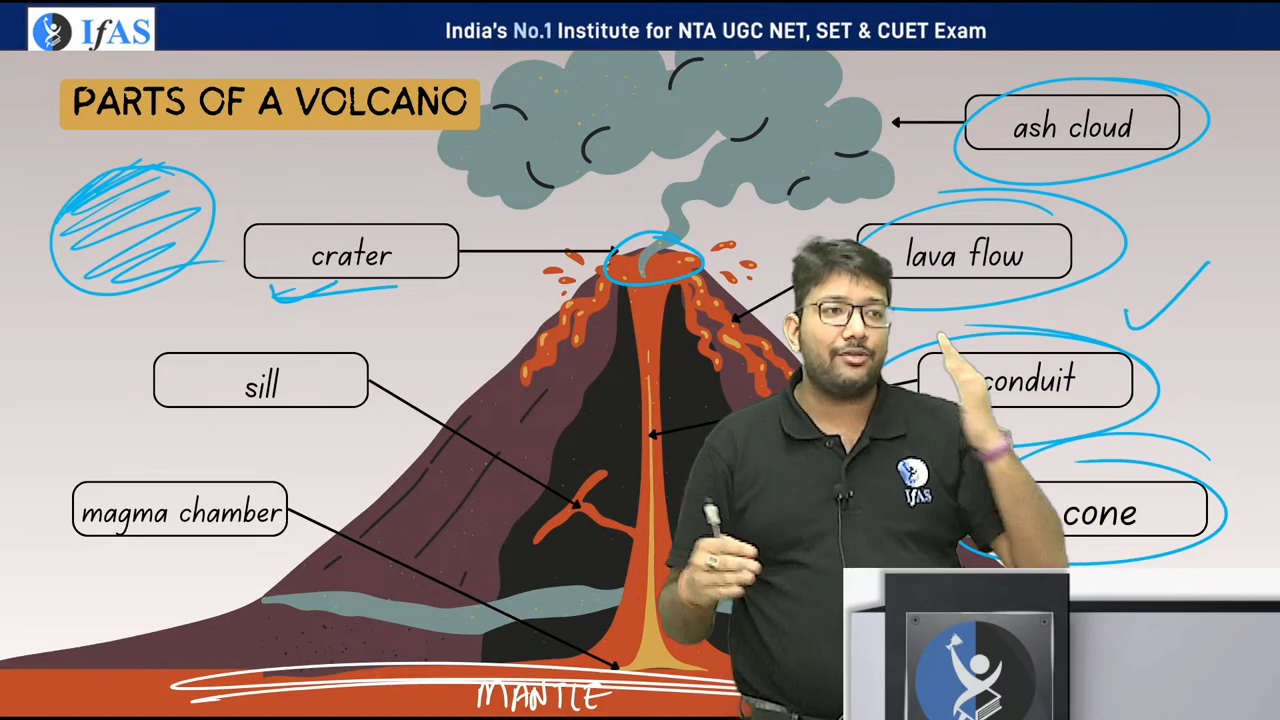 IfAS
India's No.1 Institute for NTA UGC NET, SET & CUET Exam
PARTS OF A VOLCANO
ash cloud
crater
lava flow
sill
conduit
magma chamber
cone
IfAS
MANTLE